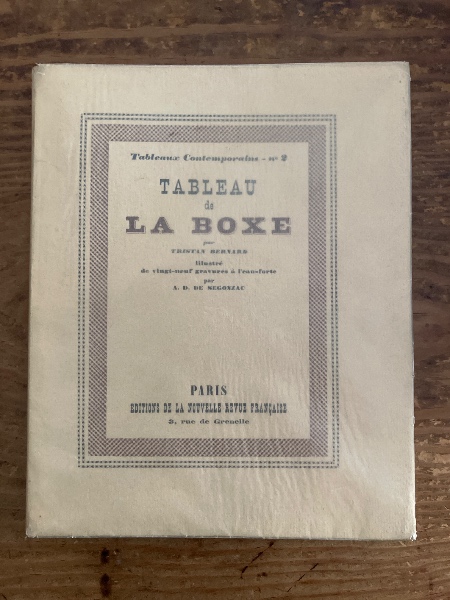 Tableaux Contemporains - nº 2
TABLEAU
de
LA BOXE
par
TRISTAN BERNARD
illustré
de vingt-neuf gravures à l'eau-forte
par
A. D. DE SEGONZAC
PARIS
EDITIONS DE LA NOUVELLE REVUE FRANÇAISE
3, rue de Grenelle